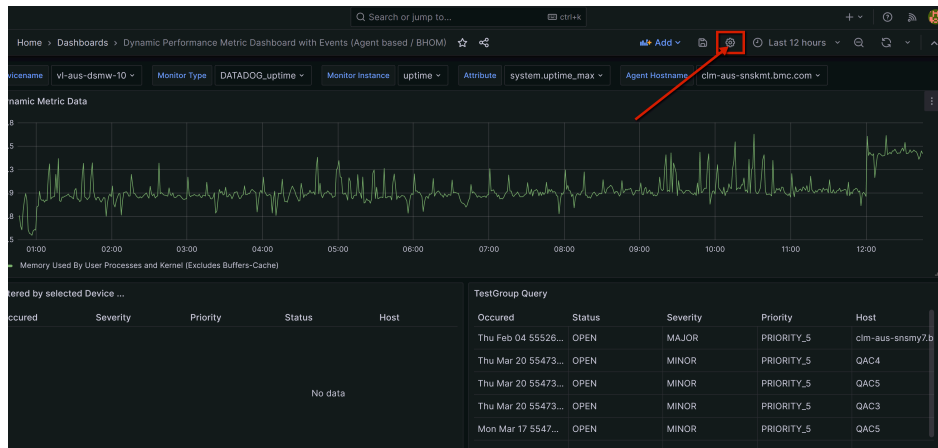 Search or jump to... ctrl+k
Home > Dashboards > Dynamic Performance Metric Dashboard with Events (Agent based / BHOM) Add Last 12 hours
vicename vl-aus-dsmw-10 Monitor Type DATADOG_uptime Monitor Instance uptime Attribute system.uptime_max Agent Hostname clm-aus-snskmt.bmc.com
namic Metric Data
.8
.5
.3
.9
.8
.5
01:00 02:00 03:00 04:00 05:00 06:00 07:00 08:00 09:00 10:00 11:00 12:00
Memory Used By User Processes and Kernel (Excludes Buffers-Cache)
tered by selected Device ... TestGroup Query
ccured Severity Priority Status Host Occured Status Severity Priority Host
Thu Feb 04 55526... OPEN MAJOR PRIORITY_5 clm-aus-snsmy7.b
Thu Mar 20 55473... OPEN MINOR PRIORITY_5 QAC4
No data Thu Mar 20 55473... OPEN MINOR PRIORITY_5 QAC5
Thu Mar 20 55473... OPEN MINOR PRIORITY_5 QAC3
Mon Mar 17 5547... OPEN MINOR PRIORITY_5 QAC5